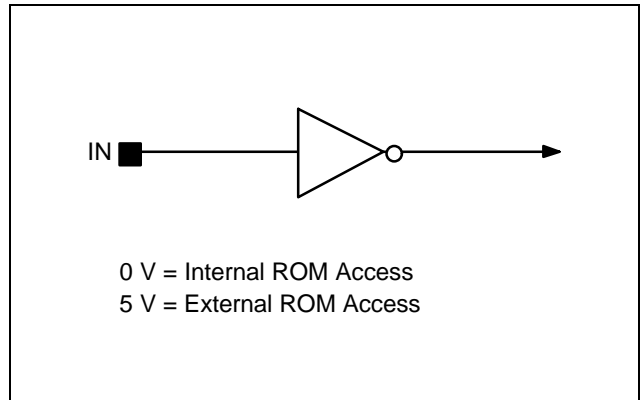 IN
0 V = Internal ROM Access
5 V = External ROM Access